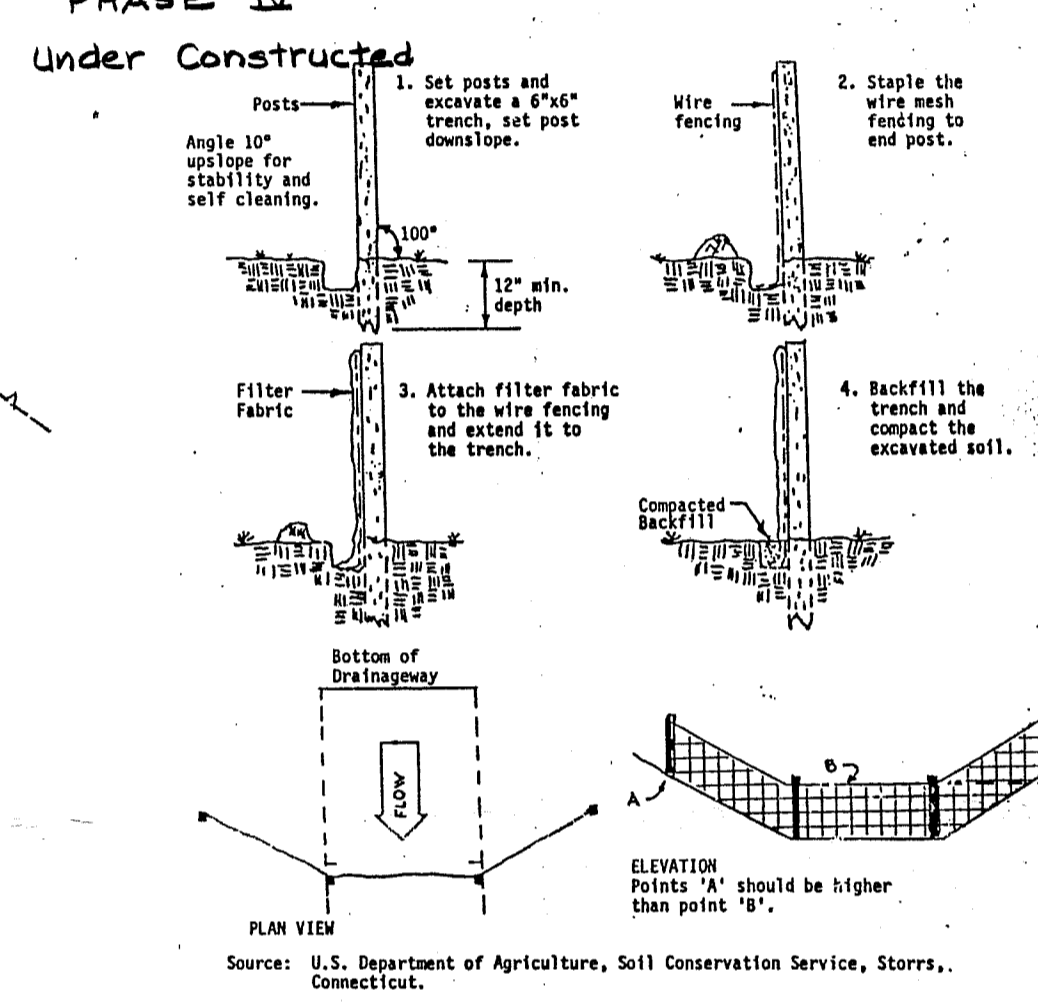 PHASE IV
Under Constructed
Posts
Angle 10°
upslope for
stability and
self cleaning.
1. Set posts and
excavate a 6"x6"
trench, set post
downslope.
100°
12" min.
depth
Wire
fencing
2. Staple the
wire mesh
fencing to
end post.
Filter
Fabric
3. Attach filter fabric
to the wire fencing
and extend it to
the trench.
4. Backfill the
trench and
compact the
excavated soil.
Compacted
Backfill
Bottom of
Drainageway
FLOW
PLAN VIEW
A
B
ELEVATION
Points 'A' should be higher
than point 'B'.
Source: U.S. Department of Agriculture, Soil Conservation Service, Storrs,.
Connecticut.